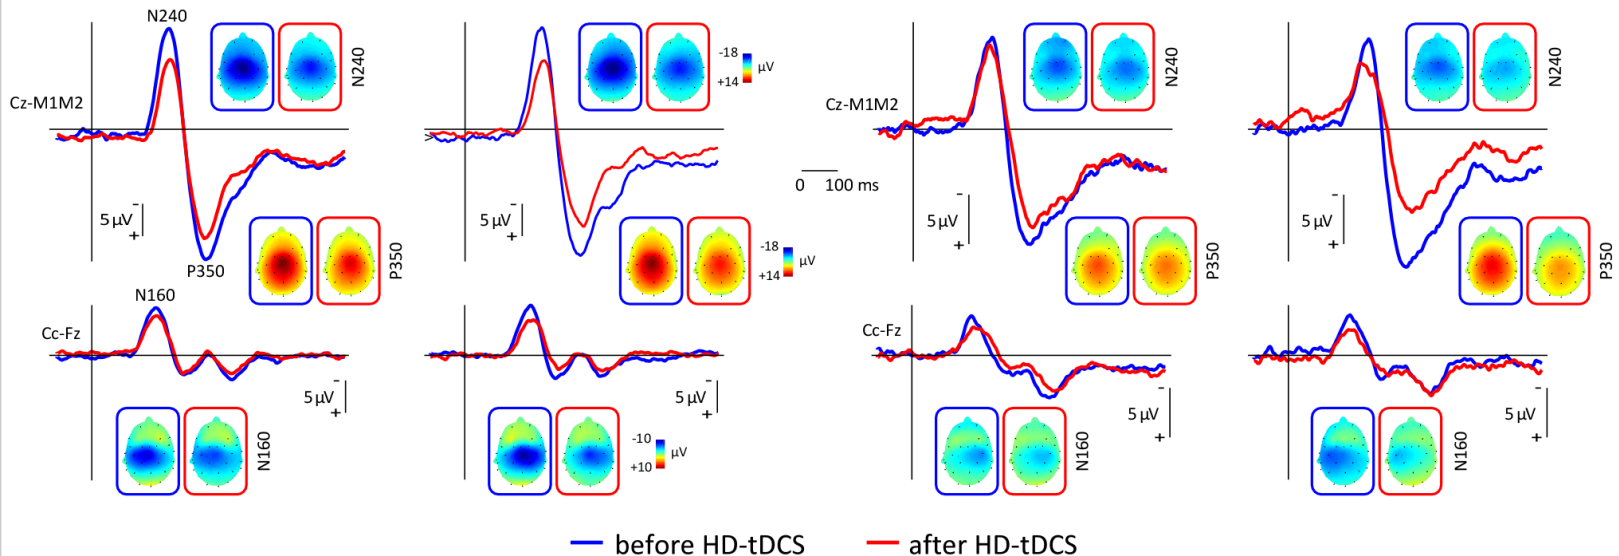 N240
N240
-18
+14
µV
N240
N240
Cz-M1M2
Cz-M1M2
0 100 ms
5 µV
-
+
5 µV
-
+
5 µV
-
+
5 µV
-
+
P350
P350
-18
+14
µV
P350
P350
N160
Cc-Fz
Cc-Fz
5 µV
-
+
5 µV
-
+
5 µV
-
+
5 µV
-
+
N160
-10
+10
µV
N160
N160
before HD-tDCS
after HD-tDCS